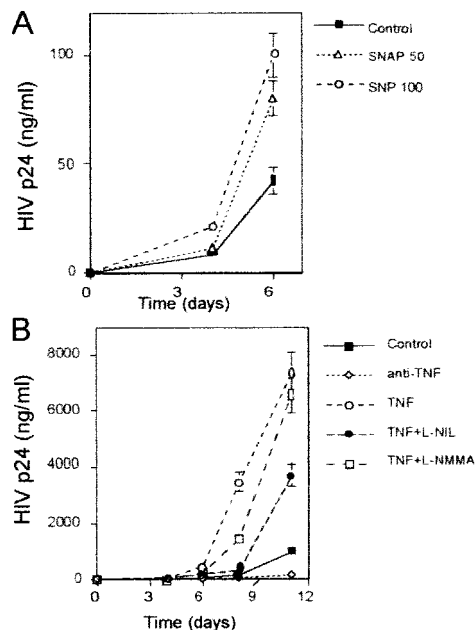 A
HIV p24 (ng/ml)
100
50
0
0
3
6
Time (days)
Control
SNAP 50
SNP 100
B
HIV p24 (ng/ml)
8000
6000
4000
2000
0
0
3
6
9
12
Time (days)
Control
anti-TNF
TNF
TNF+L-NIL
TNF+L-NMMA